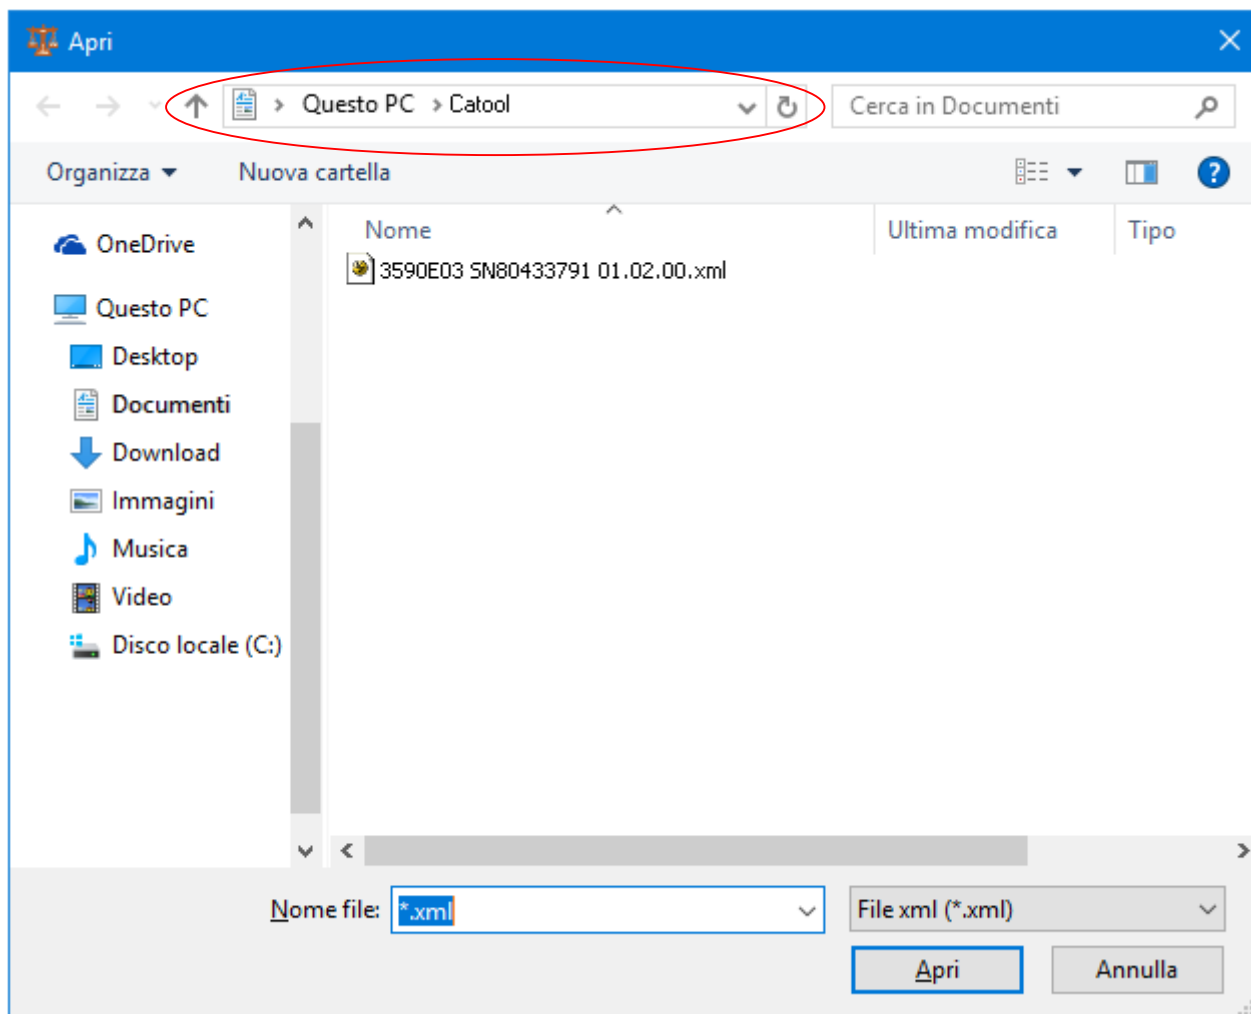 Apri
Questo PC > Catool
Cerca in Documenti
Organizza
Nuova cartella
?
Nome
Ultima modifica
Tipo
OneDrive
3590E03 SN80433791 01.02.00.xml
Questo PC
Desktop
Documenti
Download
Immagini
Musica
Video
Disco locale (C:)
Nome file:
*.xml
File xml (*.xml)
Apri
Annulla